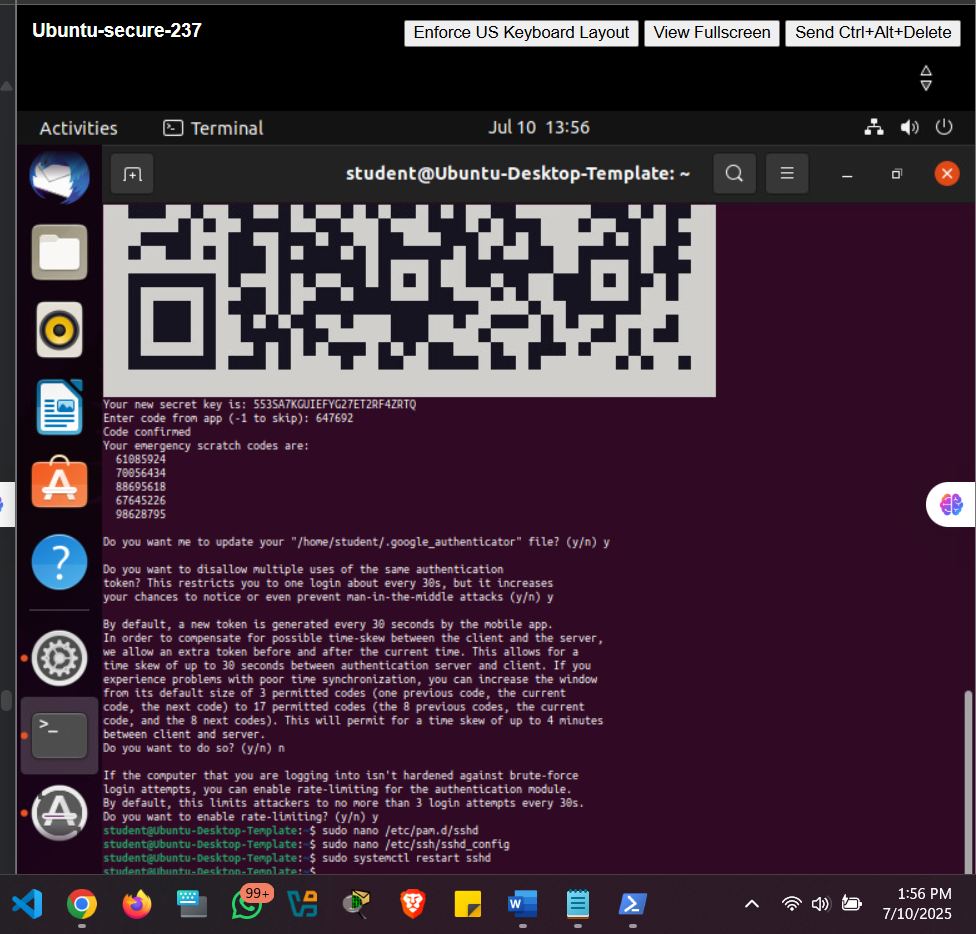 Ubuntu-secure-237
Enforce US Keyboard Layout
View Fullscreen
Send Ctrl+Alt+Delete
Activities
Terminal
Jul 10 13:56
student@Ubuntu-Desktop-Template: ~
Your new secret key is: 553SA7KGUIEFYG27ET2RF4ZRTQ
Enter code from app (-1 to skip): 647692
Code confirmed
Your emergency scratch codes are:
61085924
70056434
88695618
67645226
98628795
Do you want me to update your "/home/student/.google_authenticator" file? (y/n) y
Do you want to disallow multiple uses of the same authentication
token? This restricts you to one login about every 30s, but it increases
your chances to notice or even prevent man-in-the-middle attacks (y/n) y
By default, a new token is generated every 30 seconds by the mobile app.
In order to compensate for possible time-skew between the client and the server,
we allow an extra token before and after the current time. This allows for a
time skew of up to 30 seconds between authentication server and client. If you
experience problems with poor time synchronization, you can increase the window
from its default size of 3 permitted codes (one previous code, the current
code, the next code) to 17 permitted codes (the 8 previous codes, the current
code, and the 8 next codes). This will permit for a time skew of up to 4 minutes
between client and server.
Do you want to do so? (y/n) n
If the computer that you are logging into isn't hardened against brute-force
login attempts, you can enable rate-limiting for the authentication module.
By default, this limits attackers to no more than 3 login attempts every 30s.
Do you want to enable rate-limiting? (y/n) y
student@Ubuntu-Desktop-Template:~$ sudo nano /etc/pam.d/sshd
student@Ubuntu-Desktop-Template:~$ sudo nano /etc/ssh/sshd_config
student@Ubuntu-Desktop-Template:~$ sudo systemctl restart sshd
student@Ubuntu-Desktop-Template:~$
99+
1:56 PM
7/10/2025